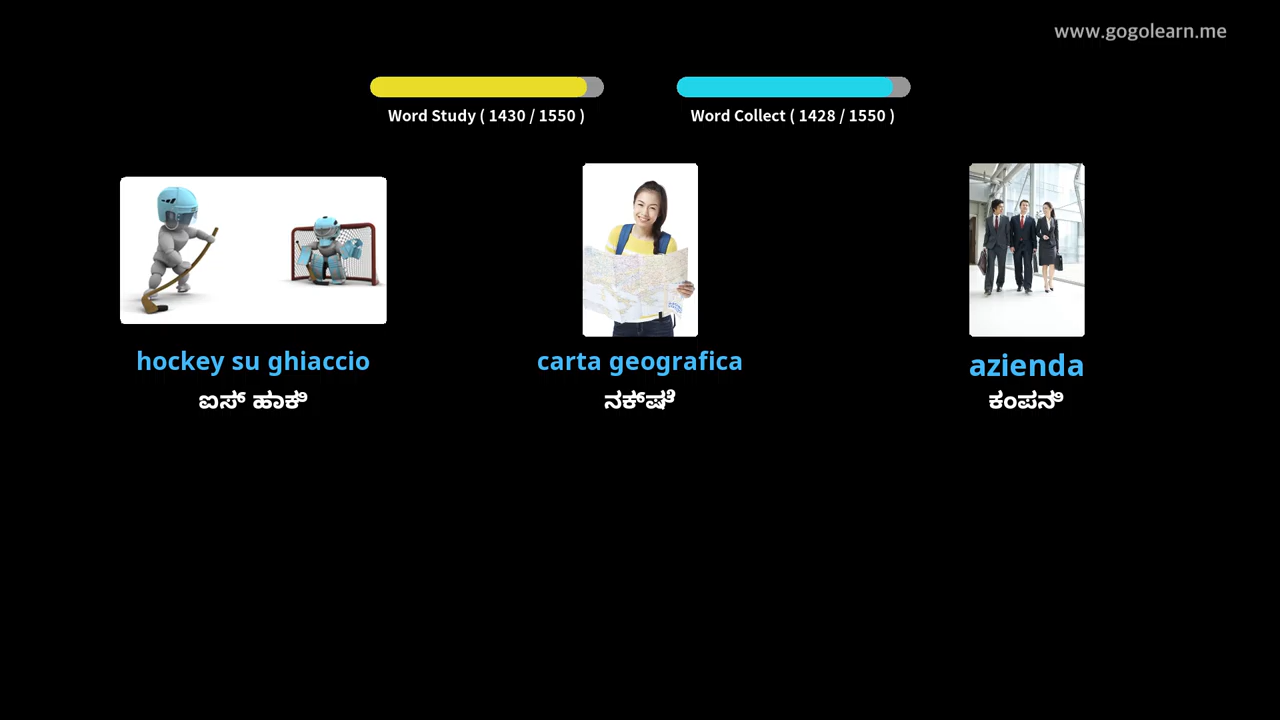 www.gogolearn.me
Word Study ( 1430 / 1550 )
Word Collect ( 1428 / 1550 )
hockey su ghiaccio
carta geografica
azienda
ಐಸ್ ಹಾಕಿ
ನಕ್ಷೆ
ಕಂಪನಿ